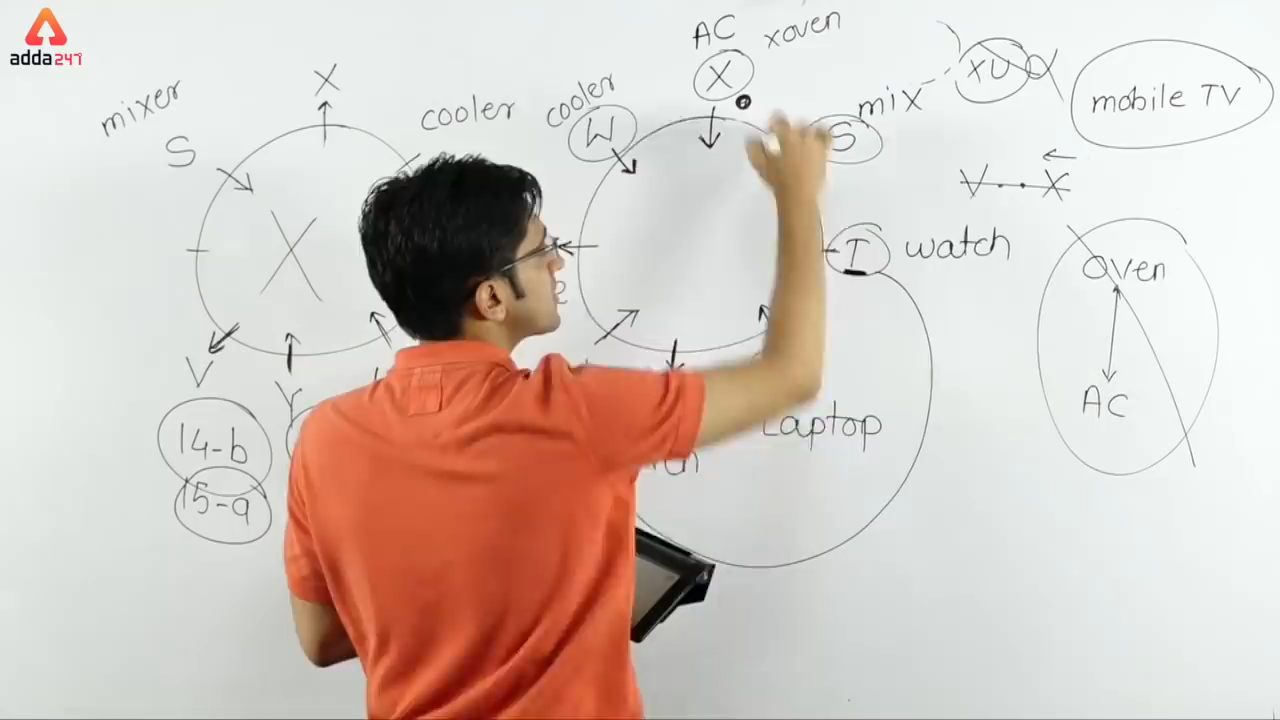 adda247
mixer
S
X
cooler
X
V
14-b
15-a
Y
cooler
W
AC
X
xoven
S
mix
XU
mobile TV
V X
T
watch
Laptop
oven
AC